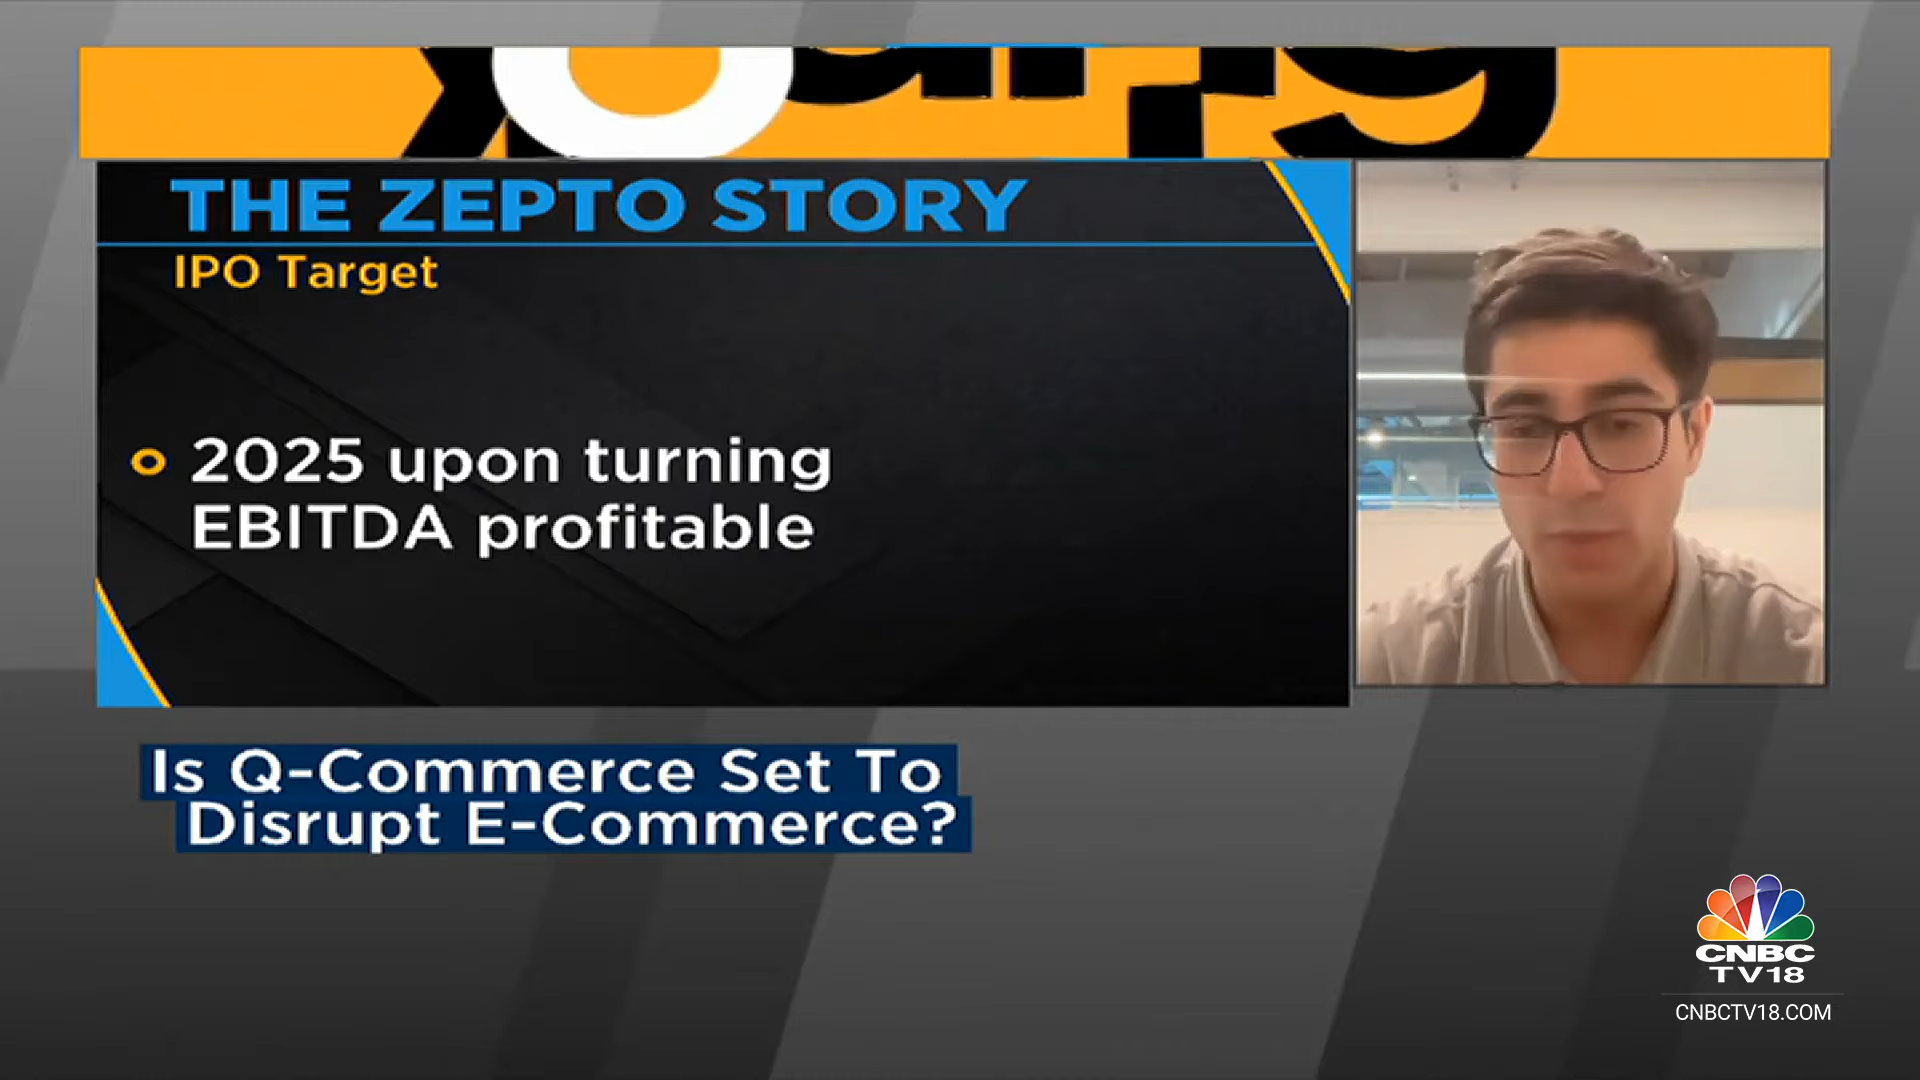 THE ZEPTO STORY
IPO Target
2025 upon turning
EBITDA profitable
Is Q-Commerce Set To
Disrupt E-Commerce?
CNBC
TV18
CNBCTV18.COM